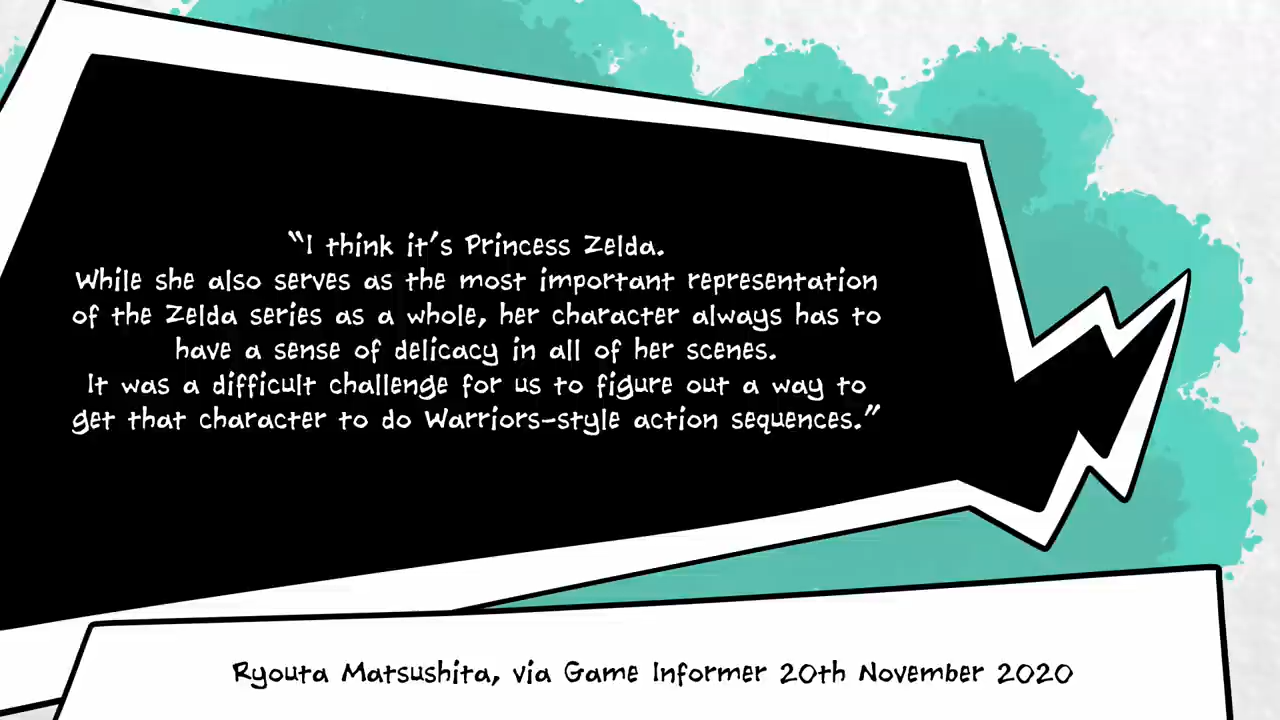 “I think it’s Princess Zelda.
While she also serves as the most important representation
of the Zelda series as a whole, her character always has to
have a sense of delicacy in all of her scenes.
It was a difficult challenge for us to figure out a way to
get that character to do Warriors-style action sequences.”
Ryouta Matsushita, via Game Informer 20th November 2020